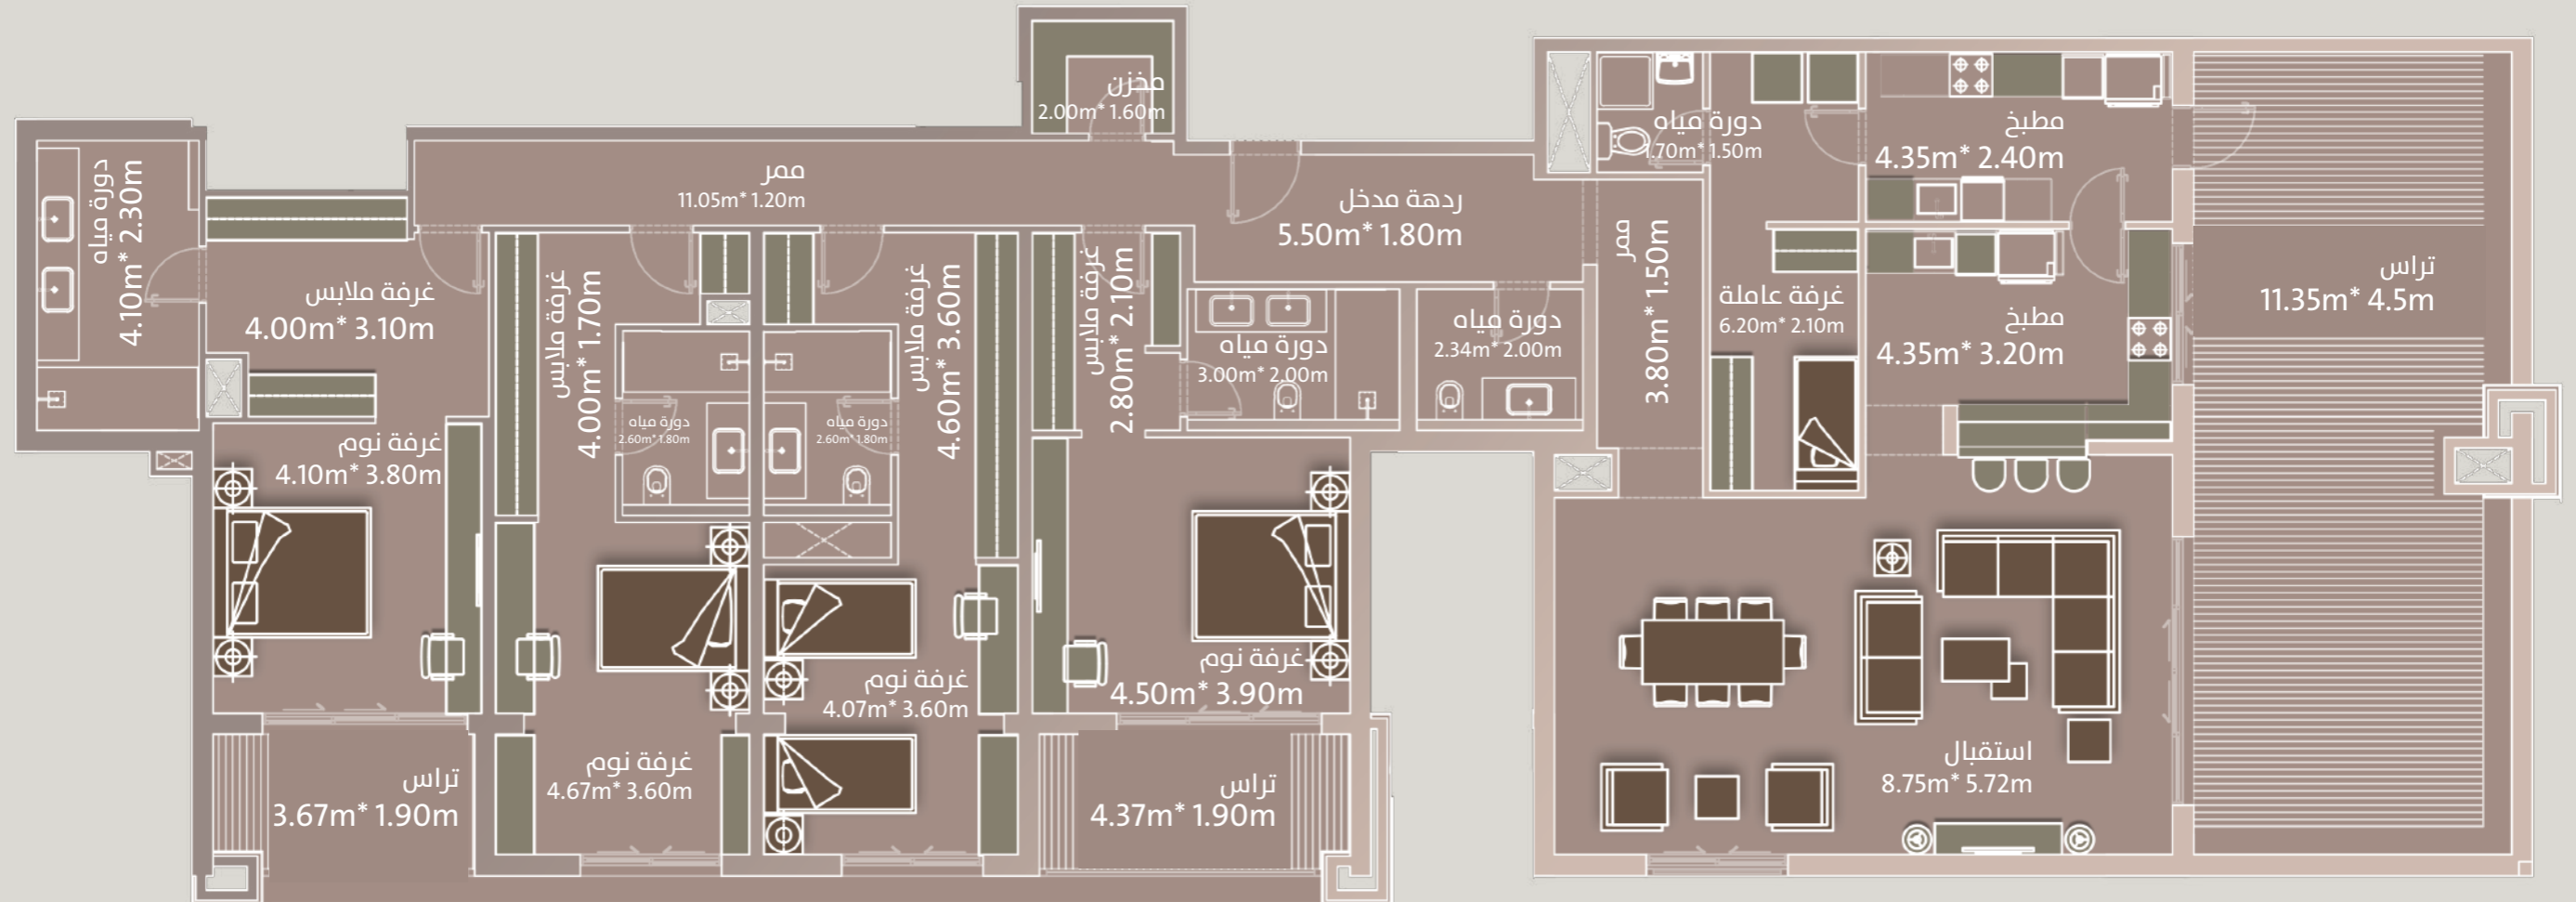 مخزن
2.00m* 1.60m
دورة مياه
1.70m* 1.50m
مطبخ
4.35m* 2.40m
ممر
11.05m* 1.20m
ردهة مدخل
5.50m* 1.80m
دورة مياه
4.10m* 2.30m
غرفة ملابس
4.00m* 3.10m
غرفة ملابس
4.00m* 1.70m
غرفة ملابس
4.60m* 3.60m
غرفة ملابس
2.80m* 2.10m
دورة مياه
3.00m* 2.00m
دورة مياه
2.34m* 2.00m
ممر
3.80m* 1.50m
غرفة عاملة
6.20m* 2.10m
مطبخ
4.35m* 3.20m
تراس
11.35m* 4.5m
غرفة نوم
4.10m* 3.80m
دورة مياه
2.60m* 1.80m
دورة مياه
2.60m* 1.80m
غرفة نوم
4.67m* 3.60m
غرفة نوم
4.07m* 3.60m
غرفة نوم
4.50m* 3.90m
استقبال
8.75m* 5.72m
تراس
3.67m* 1.90m
تراس
4.37m* 1.90m